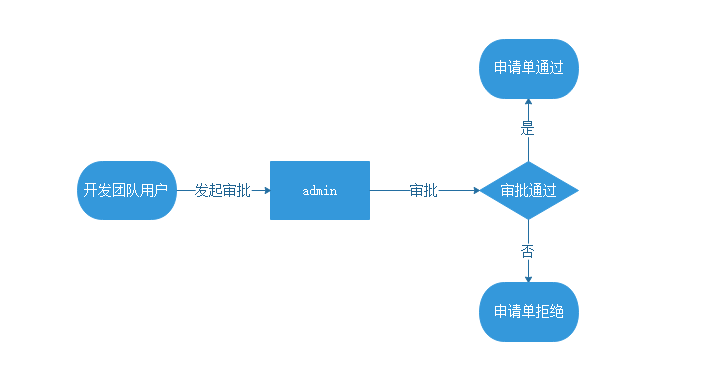 申请单通过
是
开发团队用户
发起审批
admin
审批
审批通过
否
申请单拒绝